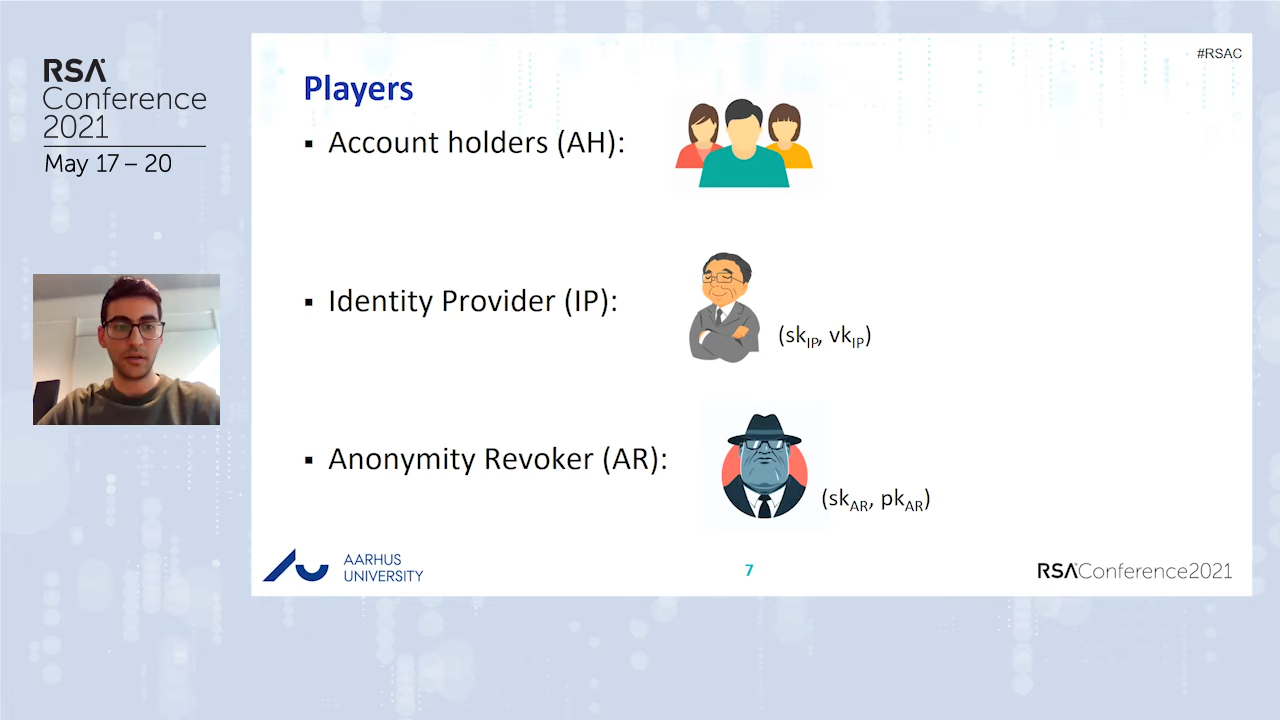 RSA
Conference
2021
May 17 – 20
#RSAC
Players
▪ Account holders (AH):
▪ Identity Provider (IP):
(sk_IP, vk_IP)
▪ Anonymity Revoker (AR):
(sk_AR, pk_AR)
AARHUS
UNIVERSITY
7
RSAConference2021